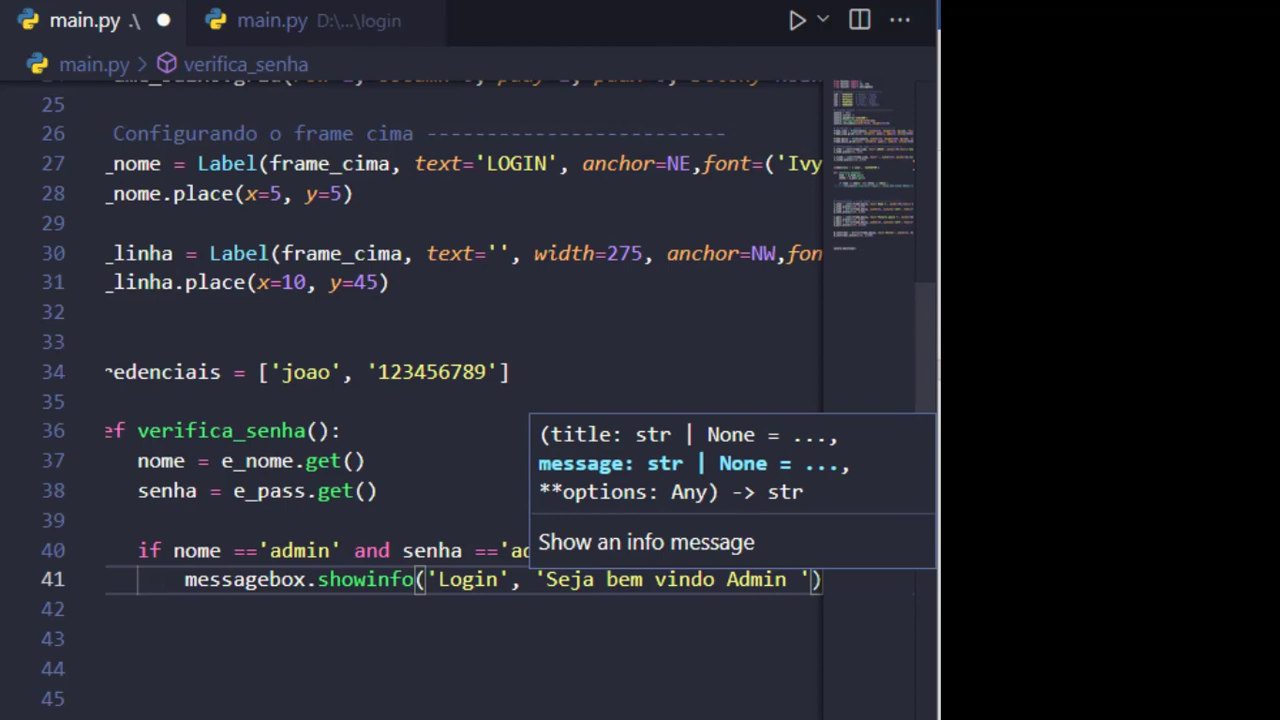 main.py .\
main.py D:\...\login
main.py > verifica_senha
25
26 Configurando o frame cima -------------------------
27 _nome = Label(frame_cima, text='LOGIN', anchor=NE,font=('Ivy
28 _nome.place(x=5, y=5)
29
30 _linha = Label(frame_cima, text='', width=275, anchor=NW,fon
31 _linha.place(x=10, y=45)
32
33
34 redenciais = ['joao', '123456789']
35
36 ef verifica_senha():
37 nome = e_nome.get()
38 senha = e_pass.get()
39
40 if nome =='admin' and senha =='ad
41 messagebox.showinfo('Login', 'Seja bem vindo Admin ')
42
43
44
45
(title: str | None = ...,
message: str | None = ...,
**options: Any) -> str
Show an info message